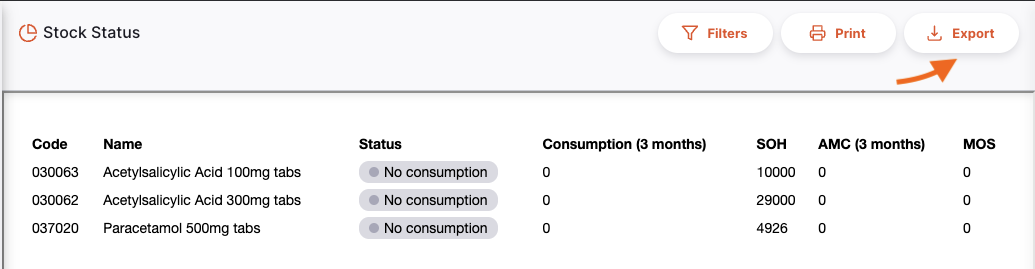 Stock Status Filters Print Export
Code Name Status Consumption (3 months) SOH AMC (3 months) MOS
030063 Acetylsalicylic Acid 100mg tabs No consumption 0 10000 0 0
030062 Acetylsalicylic Acid 300mg tabs No consumption 0 29000 0 0
037020 Paracetamol 500mg tabs No consumption 0 4926 0 0